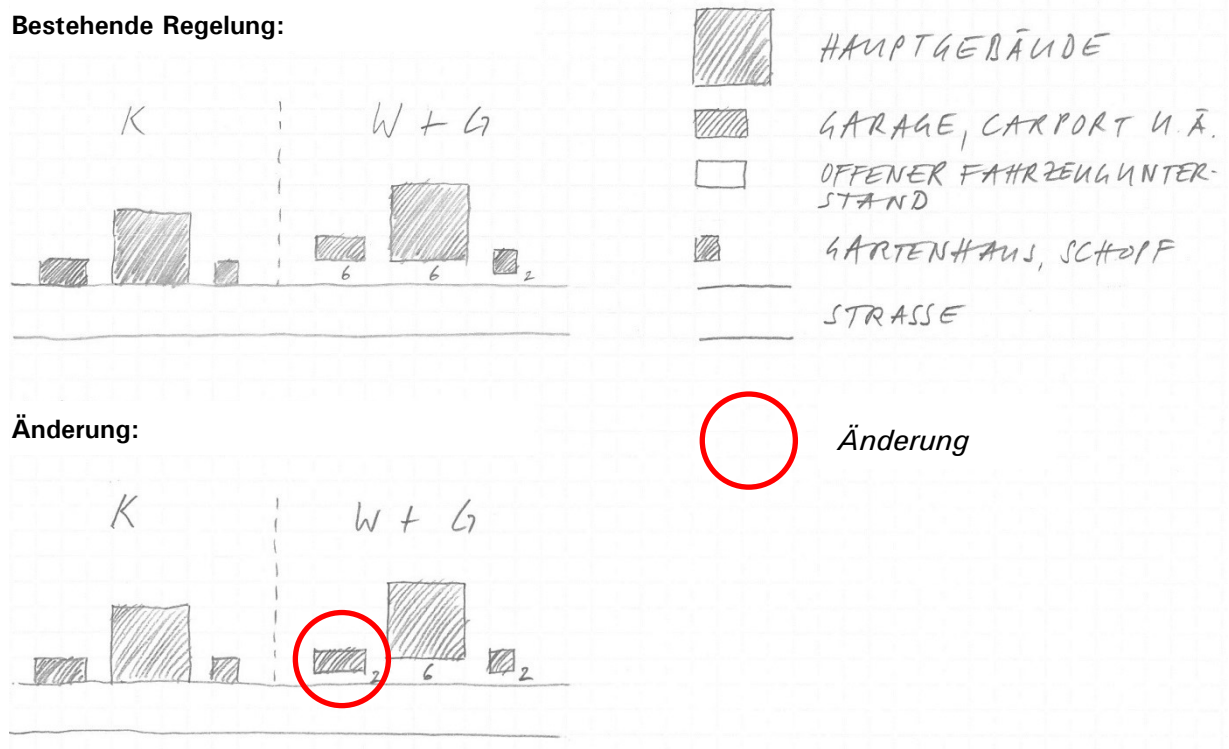 Bestehende Regelung:
K
W + G
6
6
2
HAUPTGEBÄUDE
GARAGE, CARPORT U. Ä.
OFFENER FAHRZEUGUNTER-
STAND
GARTENHAUS, SCHOPF
STRASSE
Änderung
Änderung:
K
W + G
2
6
2